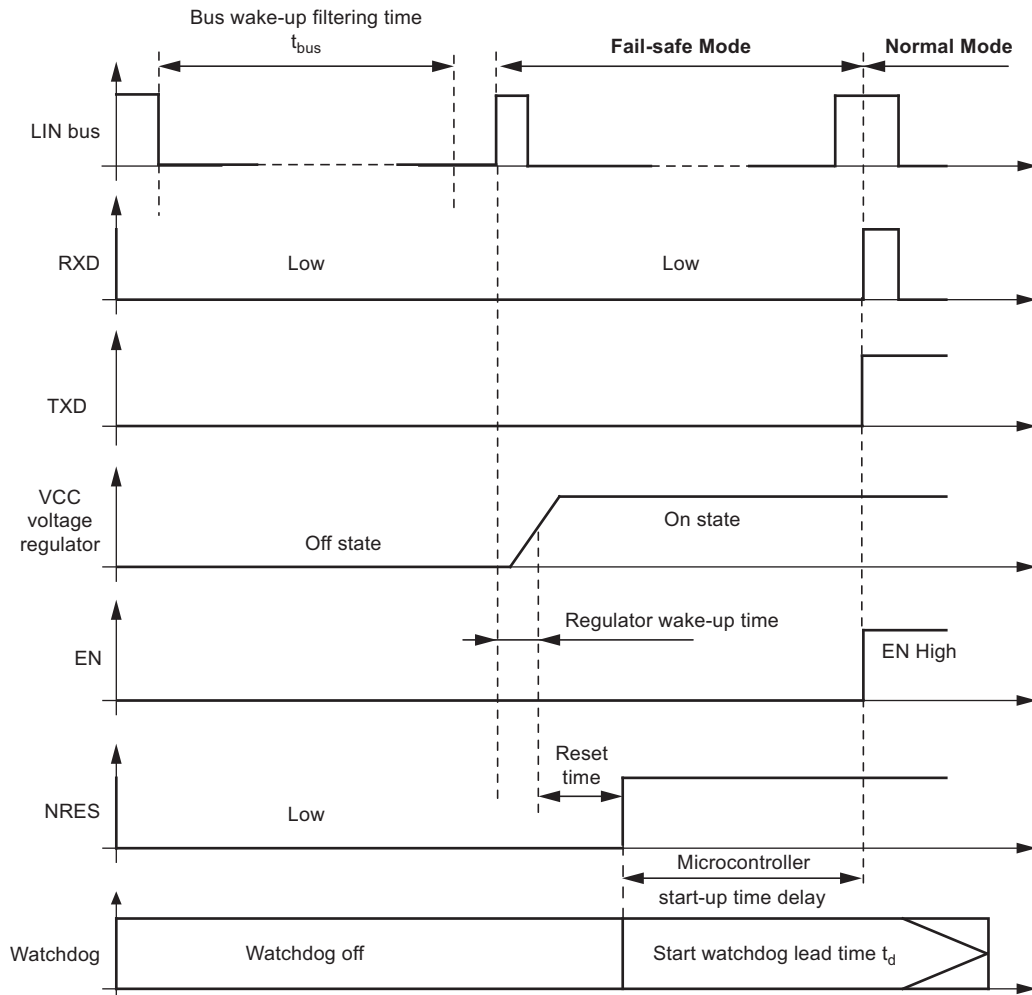 Bus wake-up filtering time
tbus
Fail-safe Mode
Normal Mode
LIN bus
RXD
Low
Low
TXD
VCC
voltage
regulator
Off state
On state
Regulator wake-up time
EN
EN High
Reset
time
NRES
Low
Microcontroller
start-up time delay
Watchdog
Watchdog off
Start watchdog lead time td